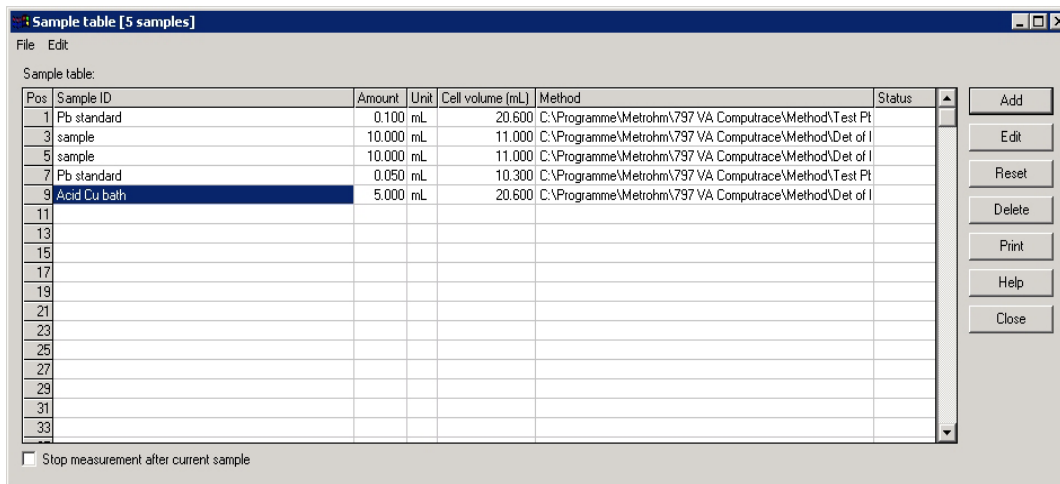 Sample table [5 samples]
File Edit
Sample table:
Pos Sample ID Amount Unit Cell volume (mL) Method Status
1 Pb standard 0.100 mL 20.600 C:\Programme\Metrohm\797 VA Computrace\Method\Test Pt
3 sample 10.000 mL 11.000 C:\Programme\Metrohm\797 VA Computrace\Method\Det of l
5 sample 10.000 mL 11.000 C:\Programme\Metrohm\797 VA Computrace\Method\Det of l
7 Pb standard 0.050 mL 10.300 C:\Programme\Metrohm\797 VA Computrace\Method\Test Pt
9 Acid Cu bath 5.000 mL 20.600 C:\Programme\Metrohm\797 VA Computrace\Method\Det of l
11
13
15
17
19
21
23
25
27
29
31
33
Add
Edit
Reset
Delete
Print
Help
Close
Stop measurement after current sample